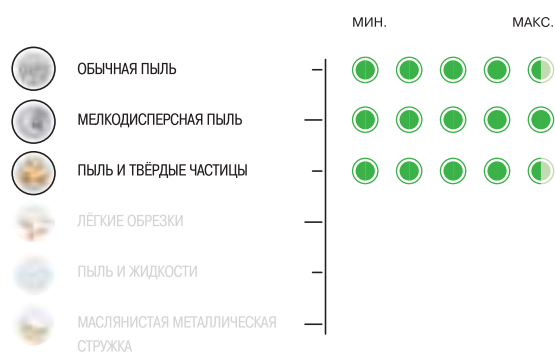 МИН. МАКС.
ОБЫЧНАЯ ПЫЛЬ
МЕЛКОДИСПЕРСНАЯ ПЫЛЬ
ПЫЛЬ И ТВЁРДЫЕ ЧАСТИЦЫ
ЛЁГКИЕ ОБРЕЗКИ
ПЫЛЬ И ЖИДКОСТИ
МАСЛЯНИСТАЯ МЕТАЛЛИЧЕСКАЯ
СТРУЖКА